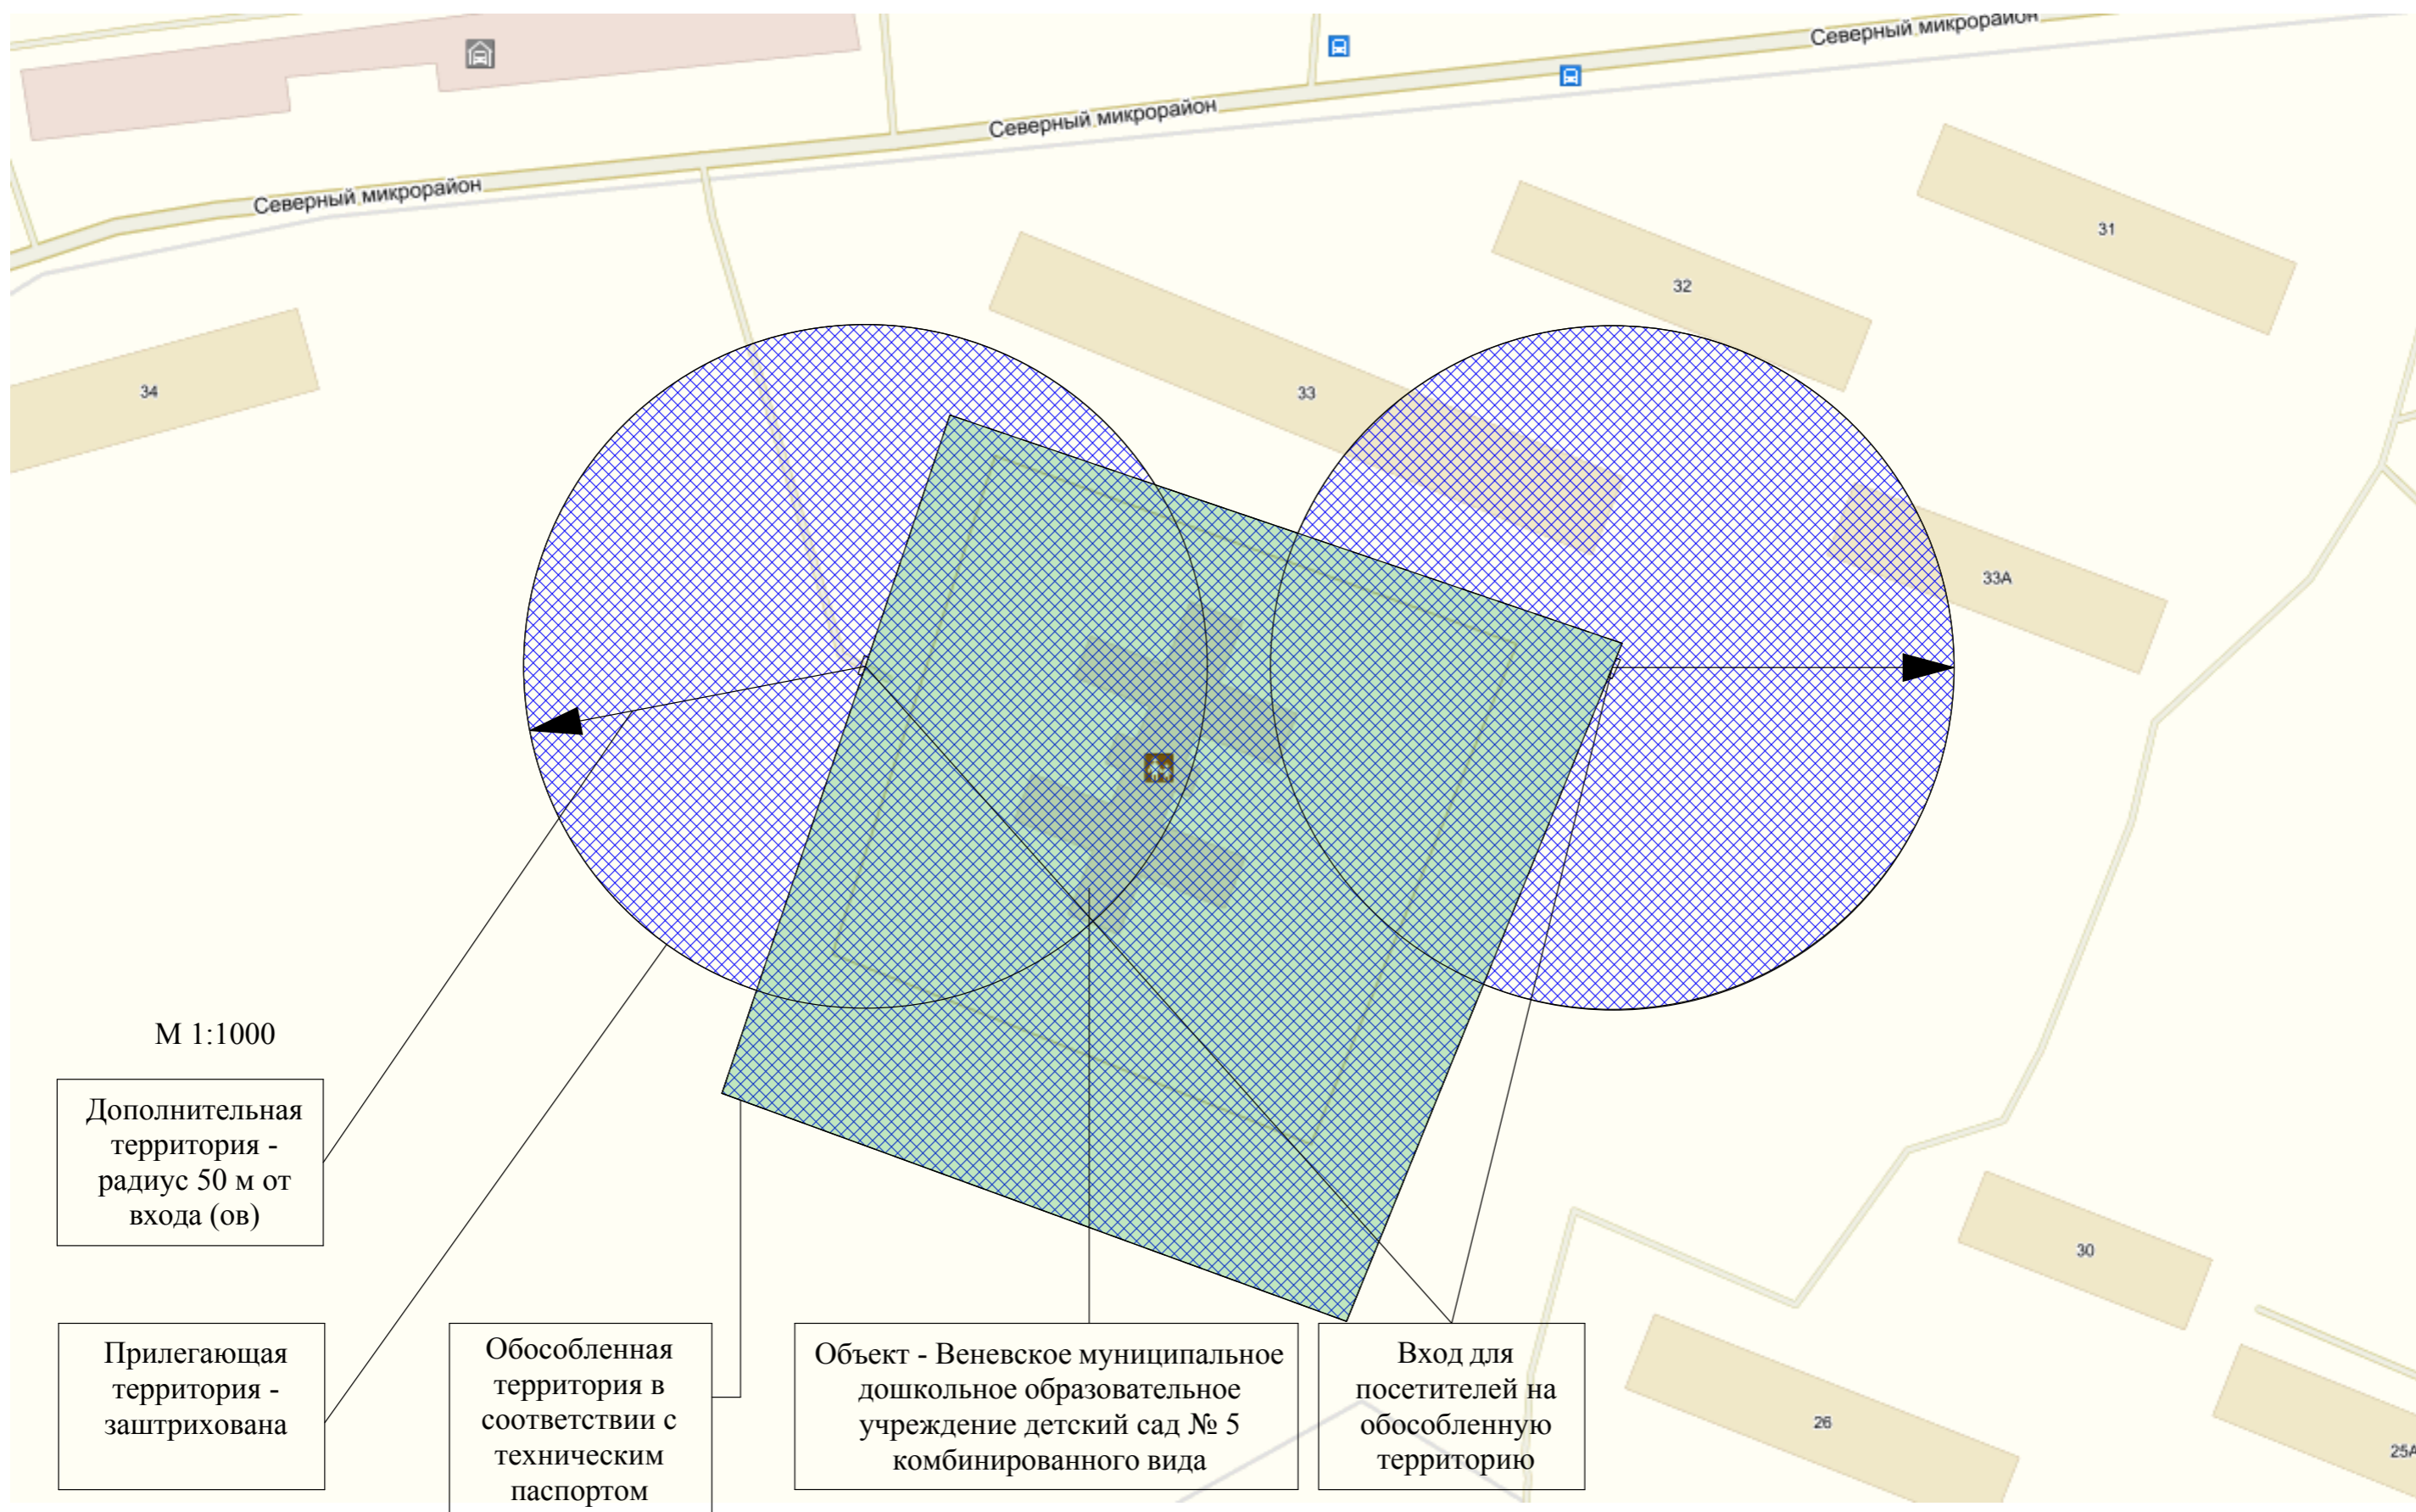 Северный микрорайон
Северный микрорайон
Северный микрорайон
31
32
33
34
33А
М 1:1000
Дополнительная
территория -
радиус 50 м от
входа (ов)
Прилегающая
территория -
заштрихована
Обособленная
территория в
соответствии с
техническим
паспортом
Объект - Веневское муниципальное
дошкольное образовательное
учреждение детский сад № 5
комбинированного вида
Вход для
посетителей на
обособленную
территорию
30
26
25А